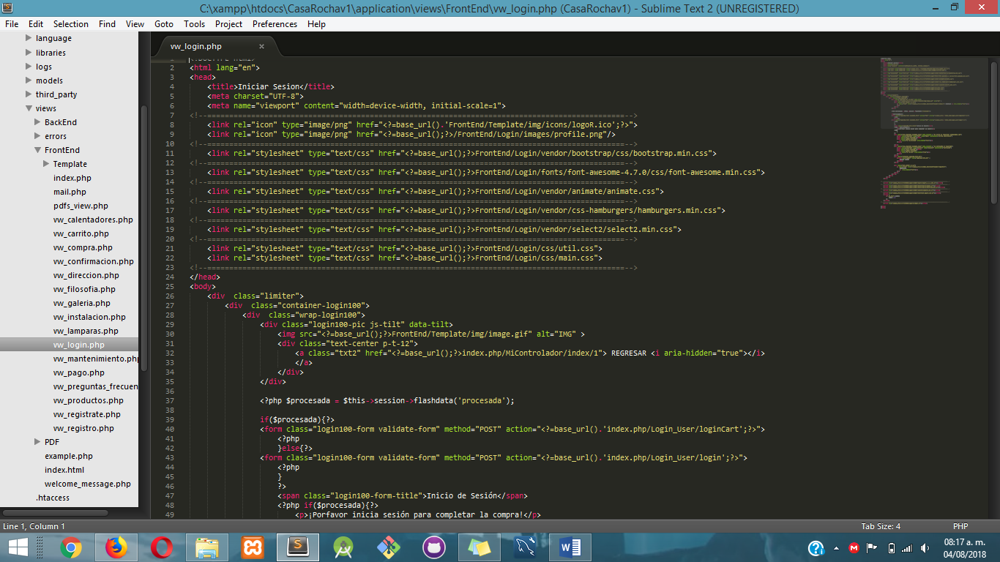 C:\xampp\htdocs\CasaRochav1\application\views\FrontEnd\vw_login.php (CasaRochav1) - Sublime Text 2 (UNREGISTERED)
File Edit Selection Find View Goto Tools Project Preferences Help
language
libraries
logs
models
third_party
views
BackEnd
errors
FrontEnd
Template
index.php
mail.php
pdfs_view.php
vw_calentadores.php
vw_carrito.php
vw_compra.php
vw_confirmacion.php
vw_direccion.php
vw_filosofia.php
vw_galeria.php
vw_instalacion.php
vw_lamparas.php
vw_login.php
vw_mantenimiento.php
vw_pago.php
vw_preguntas_frecuen
vw_productos.php
vw_registrate.php
vw_registro.php
PDF
example.php
index.html
welcome_message.php
.htaccess
vw_login.php ×
1 <!DOCTYPE html>
2 <html lang="en">
3 <head>
4 <title>Iniciar Sesion</title>
5 <meta charset="UTF-8">
6 <meta name="viewport" content="width=device-width, initial-scale=1">
7 <!--===============================================================================================-->
8 <link rel="icon" type="image/png" href="<?=base_url().'FrontEnd/Template/img/icons/logoR.ico';?>">
9 <link rel="icon" type="image/png" href="<?=base_url();?>/FrontEnd/Login/images/profile.png"/>
10 <!--===============================================================================================-->
11 <link rel="stylesheet" type="text/css" href="<?=base_url();?>FrontEnd/Login/vendor/bootstrap/css/bootstrap.min.css">
12 <!--===============================================================================================-->
13 <link rel="stylesheet" type="text/css" href="<?=base_url();?>FrontEnd/Login/fonts/font-awesome-4.7.0/css/font-awesome.min.css">
14 <!--===============================================================================================-->
15 <link rel="stylesheet" type="text/css" href="<?=base_url();?>FrontEnd/Login/vendor/animate/animate.css">
16 <!--===============================================================================================-->
17 <link rel="stylesheet" type="text/css" href="<?=base_url();?>FrontEnd/Login/vendor/css-hamburgers/hamburgers.min.css">
18 <!--===============================================================================================-->
19 <link rel="stylesheet" type="text/css" href="<?=base_url();?>FrontEnd/Login/vendor/select2/select2.min.css">
20 <!--===============================================================================================-->
21 <link rel="stylesheet" type="text/css" href="<?=base_url();?>FrontEnd/Login/css/util.css">
22 <link rel="stylesheet" type="text/css" href="<?=base_url();?>FrontEnd/Login/css/main.css">
23 <!--===============================================================================================-->
24 </head>
25 <body>
26 <div  class="limiter">
27 <div  class="container-login100">
28 <div  class="wrap-login100">
29 <div class="login100-pic js-tilt" data-tilt>
30 <img src="<?=base_url();?>FrontEnd/Template/img/image.gif" alt="IMG" >
31 <div class="text-center p-t-12">
32 <a class="txt2" href="<?=base_url();?>index.php/MiControlador/index/1"> REGRESAR <i aria-hidden="true"></i>
33 </a>
34 </div>
35 </div>
36
37 <?php $procesada = $this->session->flashdata('procesada');
38
39 if($procesada){?>
40 <form class="login100-form validate-form" method="POST" action="<?=base_url().'index.php/Login_User/loginCart';?>">
41 <?php
42 }else{?>
43 <form class="login100-form validate-form" method="POST" action="<?=base_url().'index.php/Login_User/login';?>">
44 <?php
45 }
46 ?>
47 <span class="login100-form-title">Inicio de Sesión</span>
48 <?php if($procesada){?>
49 <p>¡Porfavor inicia sesión para completar la compra!</p>
Line 1, Column 1 Tab Size: 4 PHP
08:17 a. m.
04/08/2018